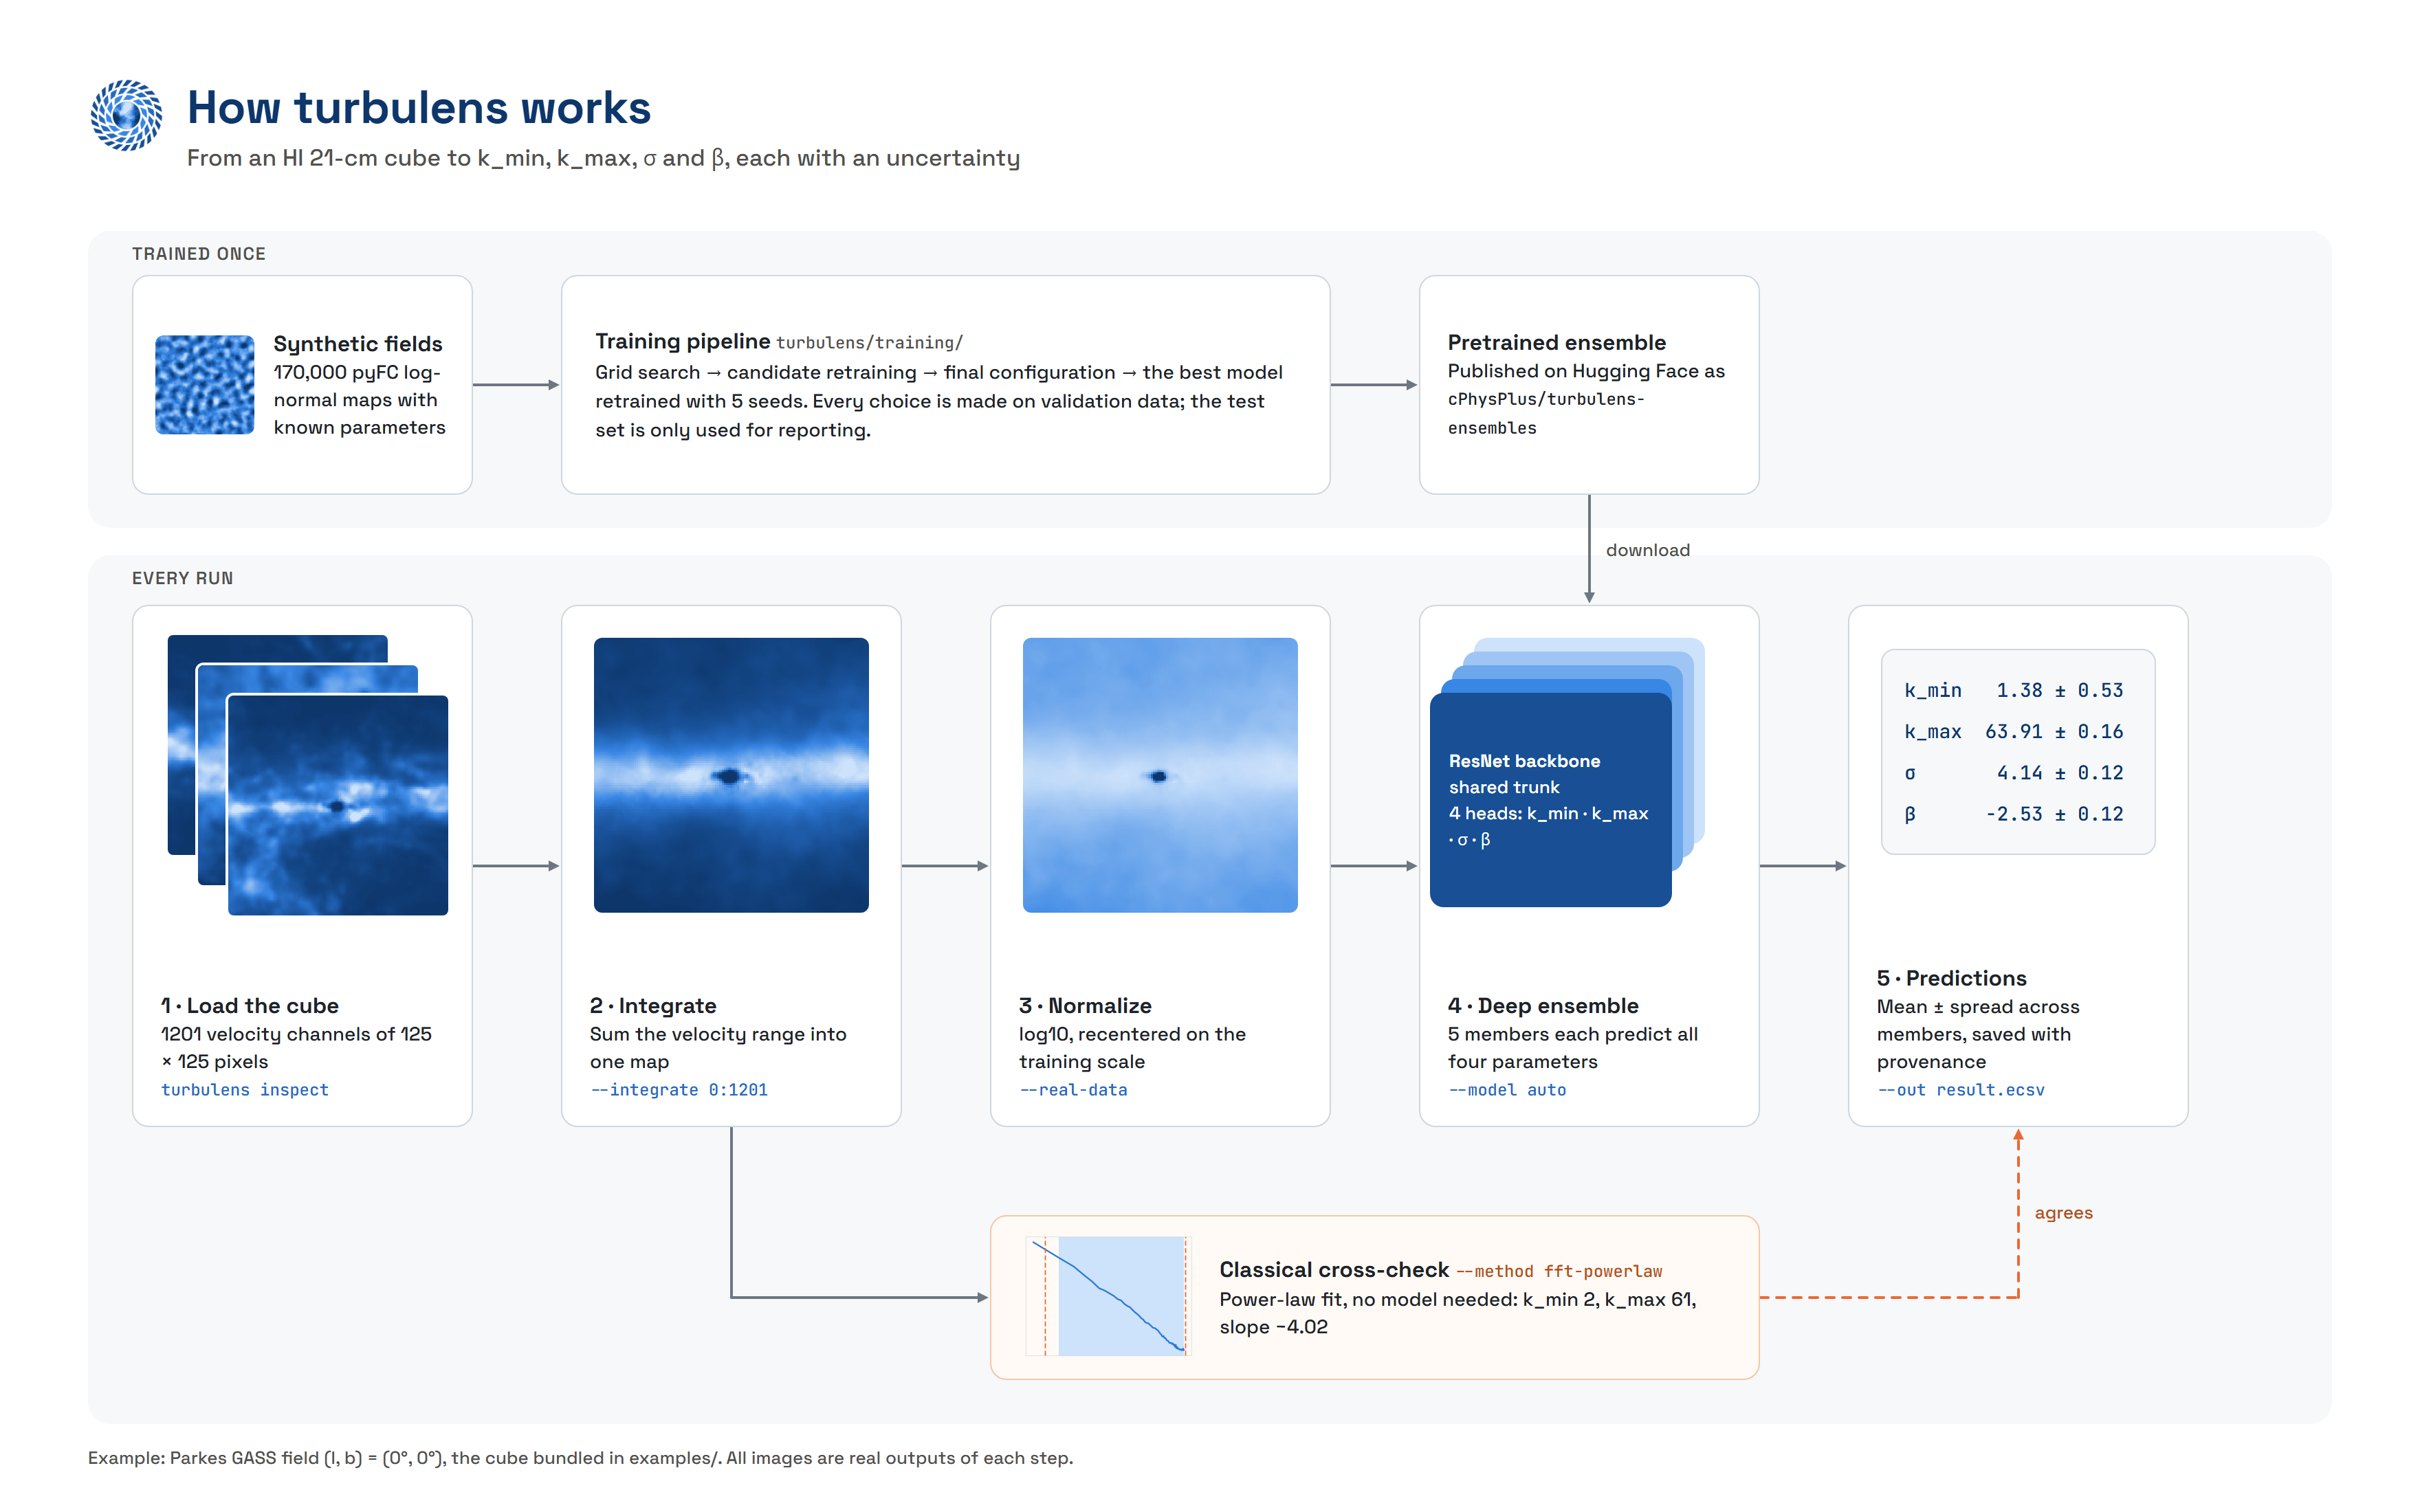 How turbulens works
From an HI 21-cm cube to k_min, k_max, σ and β, each with an uncertainty
TRAINED ONCE
Synthetic fields
170,000 pyFC log-
normal maps with
known parameters
Training pipeline turbulens/training/
Grid search → candidate retraining → final configuration → the best model
retrained with 5 seeds. Every choice is made on validation data; the test
set is only used for reporting.
Pretrained ensemble
Published on Hugging Face as
cPhysPlus/turbulens-
ensembles
download
EVERY RUN
1 · Load the cube
1201 velocity channels of 125
× 125 pixels
turbulens inspect
2 · Integrate
Sum the velocity range into
one map
--integrate 0:1201
3 · Normalize
log10, recentered on the
training scale
--real-data
ResNet backbone
shared trunk
4 heads: k_min · k_max
· σ · β
4 · Deep ensemble
5 members each predict all
four parameters
--model auto
k_min 1.38 ± 0.53
k_max 63.91 ± 0.16
σ 4.14 ± 0.12
β -2.53 ± 0.12
5 · Predictions
Mean ± spread across
members, saved with
provenance
--out result.ecsv
agrees
Classical cross-check --method fft-powerlaw
Power-law fit, no model needed: k_min 2, k_max 61,
slope −4.02
Example: Parkes GASS field (l, b) = (0°, 0°), the cube bundled in examples/. All images are real outputs of each step.